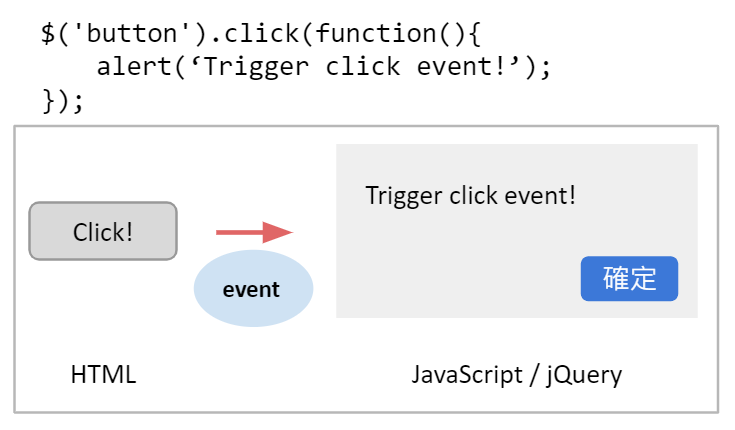 $('button').click(function(){
alert(‘Trigger click event!’);
});
Click!
event
Trigger click event!
確定
HTML
JavaScript / jQuery